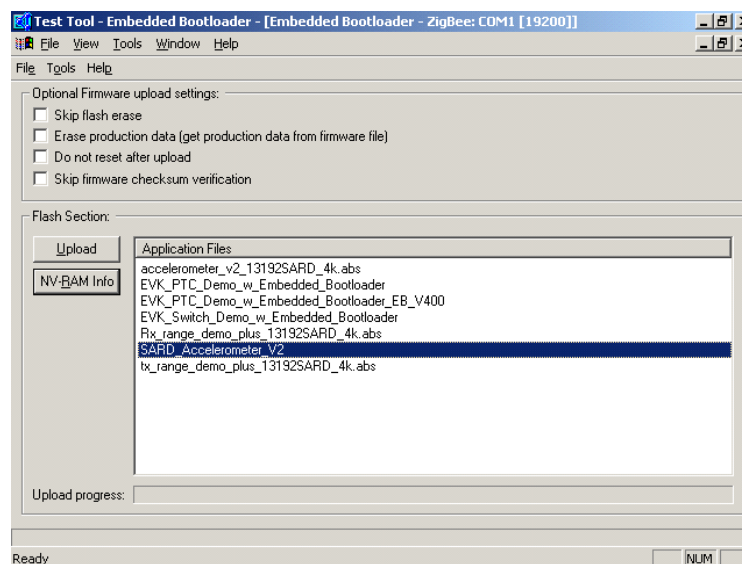 Test Tool - Embedded Bootloader - [Embedded Bootloader - ZigBee: COM1 [19200]]
File View Tools Window Help
File Tools Help
Optional Firmware upload settings:
Skip flash erase
Erase production data (get production data from firmware file)
Do not reset after upload
Skip firmware checksum verification
Flash Section:
Upload
NV-RAM Info
Application Files
accelerometer_v2_13192SARD_4k.abs
EVK_PTC_Demo_w_Embedded_Bootloader
EVK_PTC_Demo_w_Embedded_Bootloader_EB_V400
EVK_Switch_Demo_w_Embedded_Bootloader
Rx_range_demo_plus_13192SARD_4k.abs
SARD_Accelerometer_V2
tx_range_demo_plus_13192SARD_4k.abs
Upload progress:
Ready
NUM